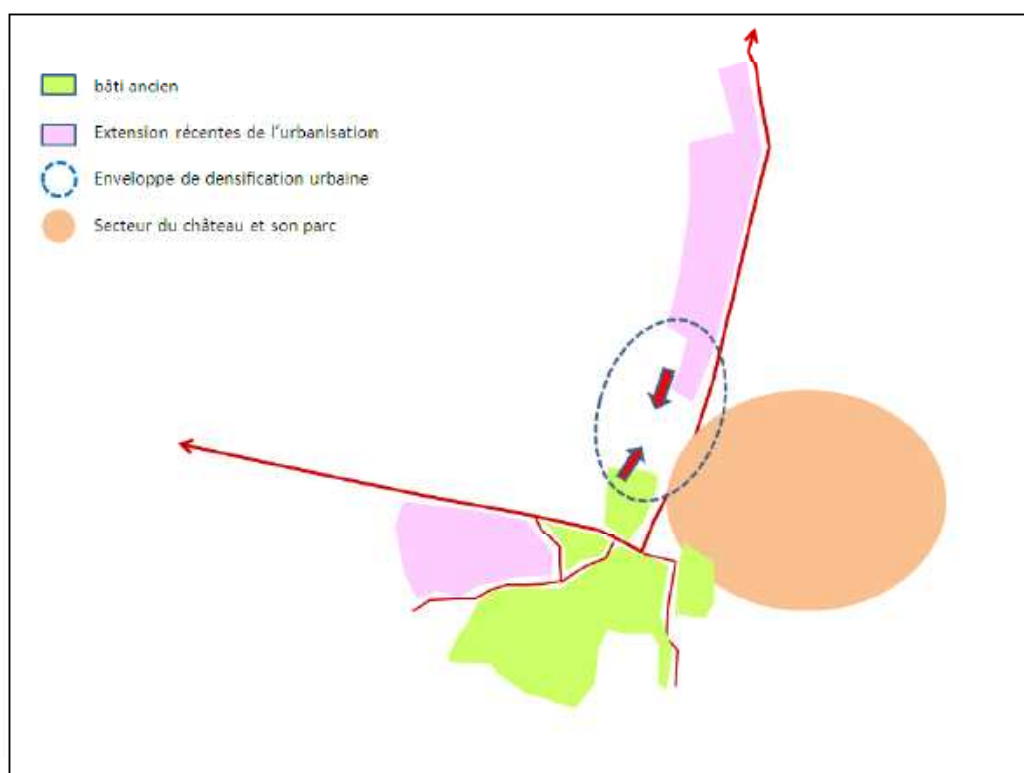 bâti ancien
Extension récentes de l'urbanisation
Enveloppe de densification urbaine
Secteur du château et son parc